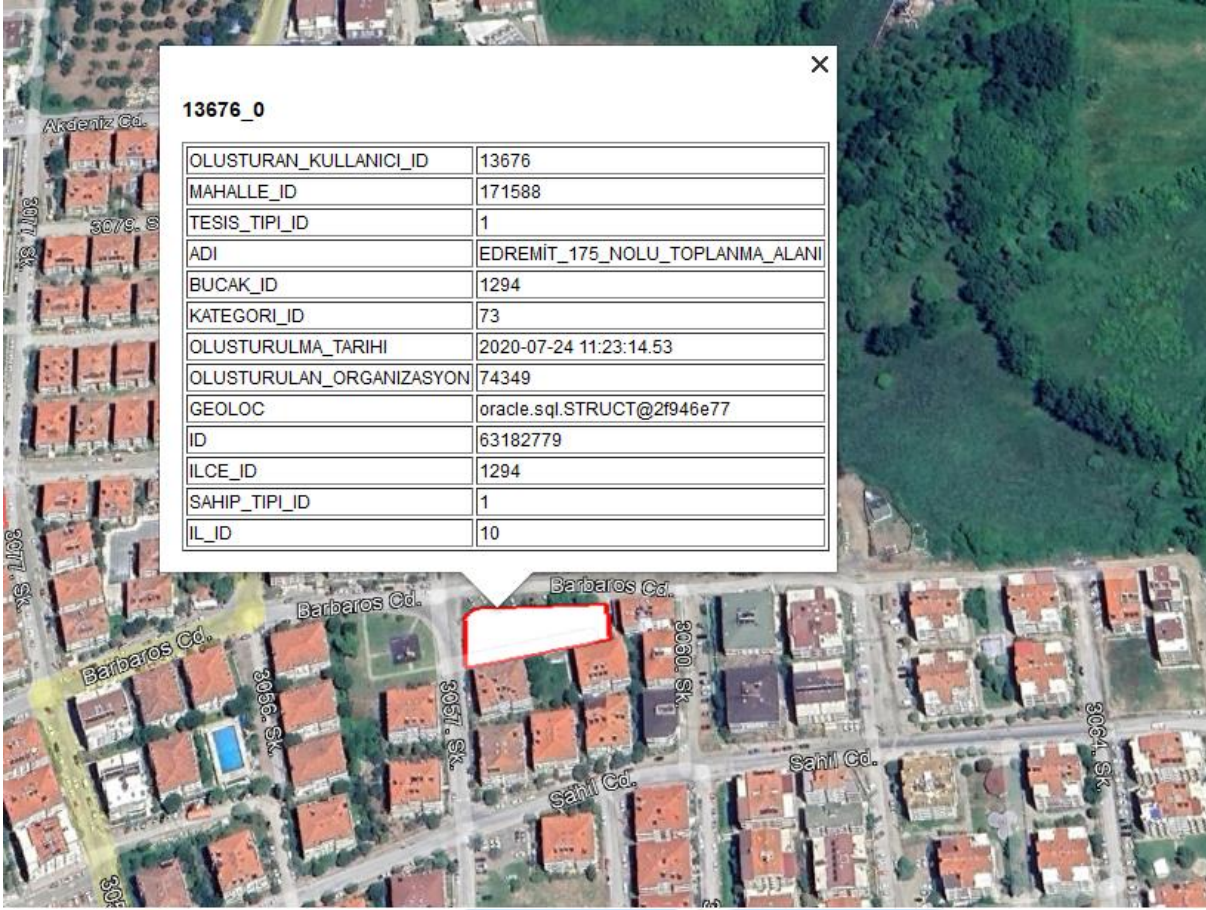 Akdeniz Cd.
3077. Sk.
3079. S
13676_0
OLUSTURAN_KULLANICI_ID 13676
MAHALLE_ID 171588
TESIS_TIPI_ID 1
ADI EDREMİT_175_NOLU_TOPLANMA_ALANI
BUCAK_ID 1294
KATEGORI_ID 73
OLUSTURULMA_TARIHI 2020-07-24 11:23:14.53
OLUSTURULAN_ORGANIZASYON 74349
GEOLOC oracle.sql.STRUCT@2f946e77
ID 63182779
ILCE_ID 1294
SAHIP_TIPI_ID 1
IL_ID 10
3077. Sk.
Barbaros Cd.
Barbaros Cd.
Barbaros Cd.
3056. Sk.
3057. Sk.
3060. Sk.
3064. Sk.
Sahil Cd.
Sahil Cd.